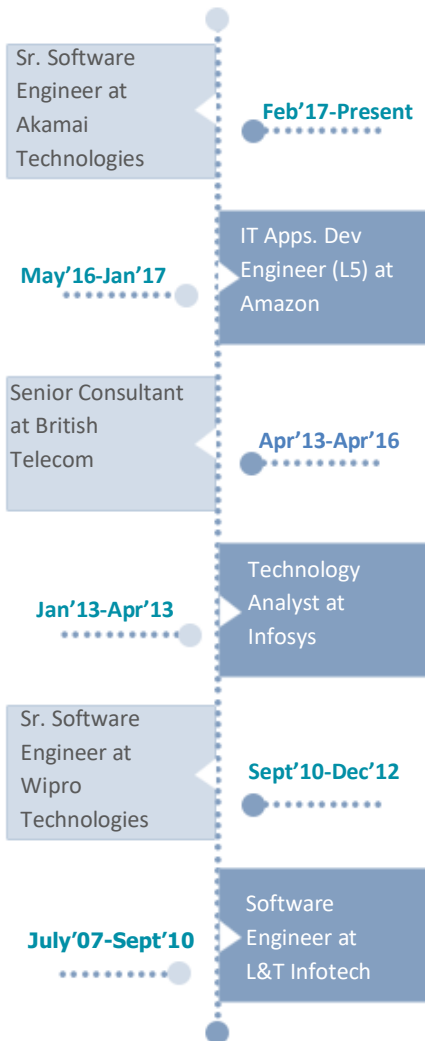 Sr. Software
Engineer at
Akamai
Technologies
Feb’17-Present
IT Apps. Dev
Engineer (L5) at
Amazon
May’16-Jan’17
Senior Consultant
at British
Telecom
Apr’13-Apr’16
Technology
Analyst at
Infosys
Jan’13-Apr’13
Sr. Software
Engineer at
Wipro
Technologies
Sept’10-Dec’12
Software
Engineer at
L&T Infotech
July’07-Sept’10